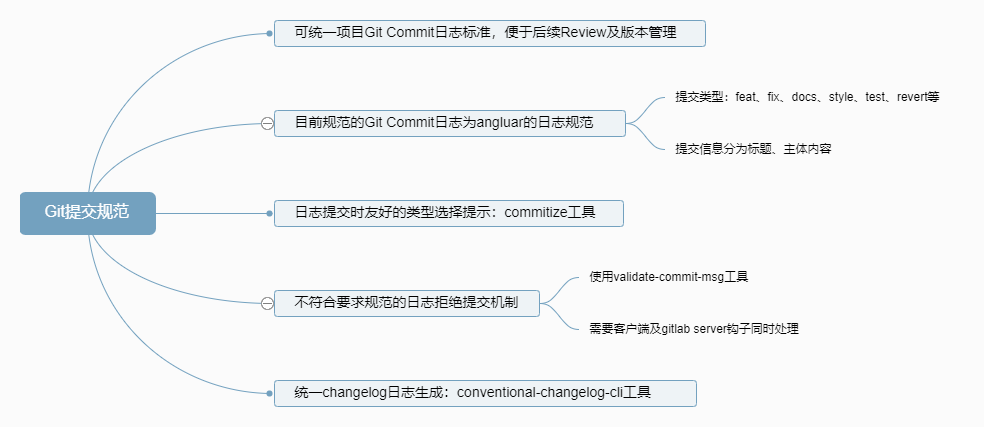 可统一项目Git Commit日志标准，便于后续Review及版本管理
提交类型：feat、fix、docs、style、test、revert等
目前规范的Git Commit日志为angluar的日志规范
提交信息分为标题、主体内容
Git提交规范
日志提交时友好的类型选择提示：commitize工具
使用validate-commit-msg工具
不符合要求规范的日志拒绝提交机制
需要客户端及gitlab server钩子同时处理
统一changelog日志生成：conventional-changelog-cli工具